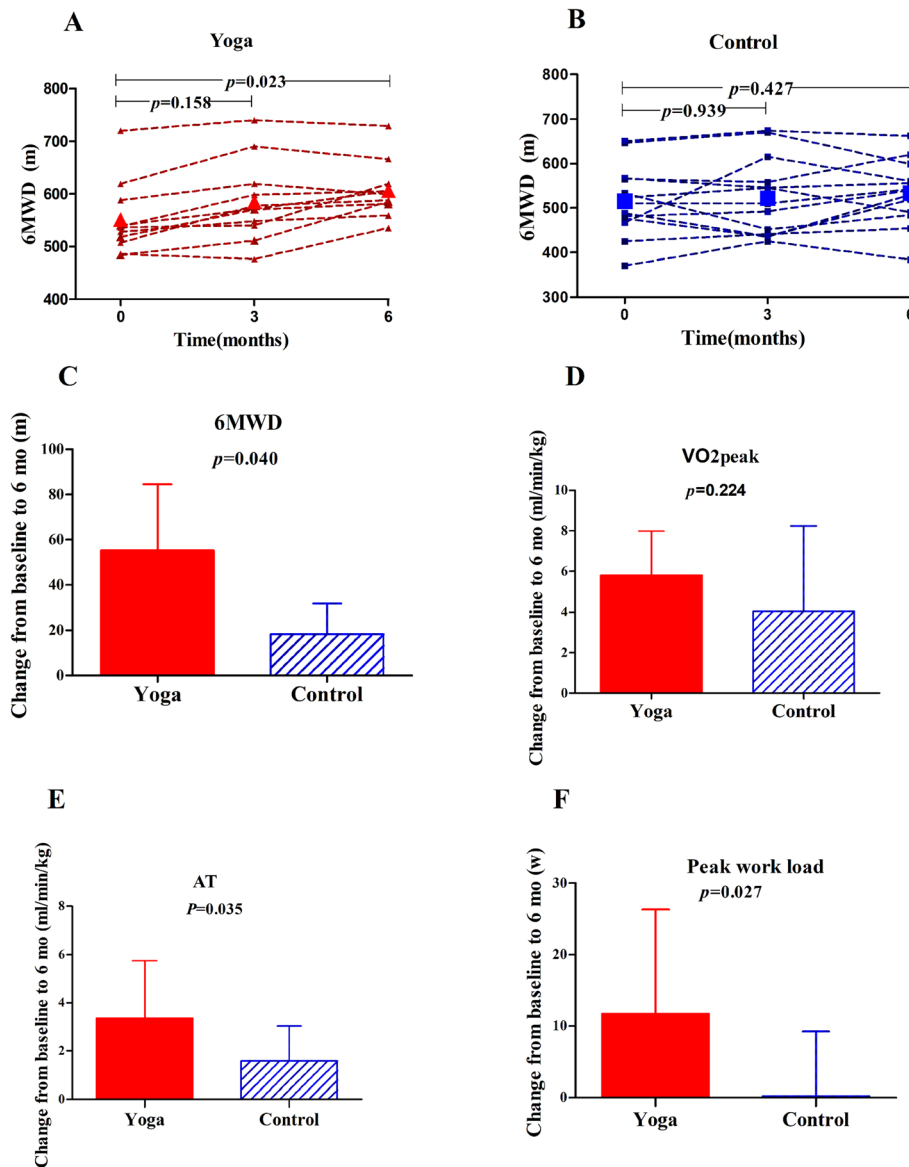 A
Yoga
p=0.023
p=0.158
800
700
600
500
400
6MWD (m)
0 3 6
Time(months)
B
Control
p=0.427
p=0.939
800
700
600
500
400
300
6MWD (m)
0 3 6
Time(months)
C
6MWD
p=0.040
100
80
60
40
20
0
Change from baseline to 6 mo (m)
Yoga Control
D
VO2peak
p=0.224
10
8
6
4
2
0
Change from baseline to 6 mo (ml/min/kg)
Yoga Control
E
AT
P=0.035
8
6
4
2
0
Change from baseline to 6 mo (ml/min/kg)
Yoga Control
F
Peak work load
p=0.027
30
20
10
0
Change from baseline to 6 mo (w)
Yoga Control